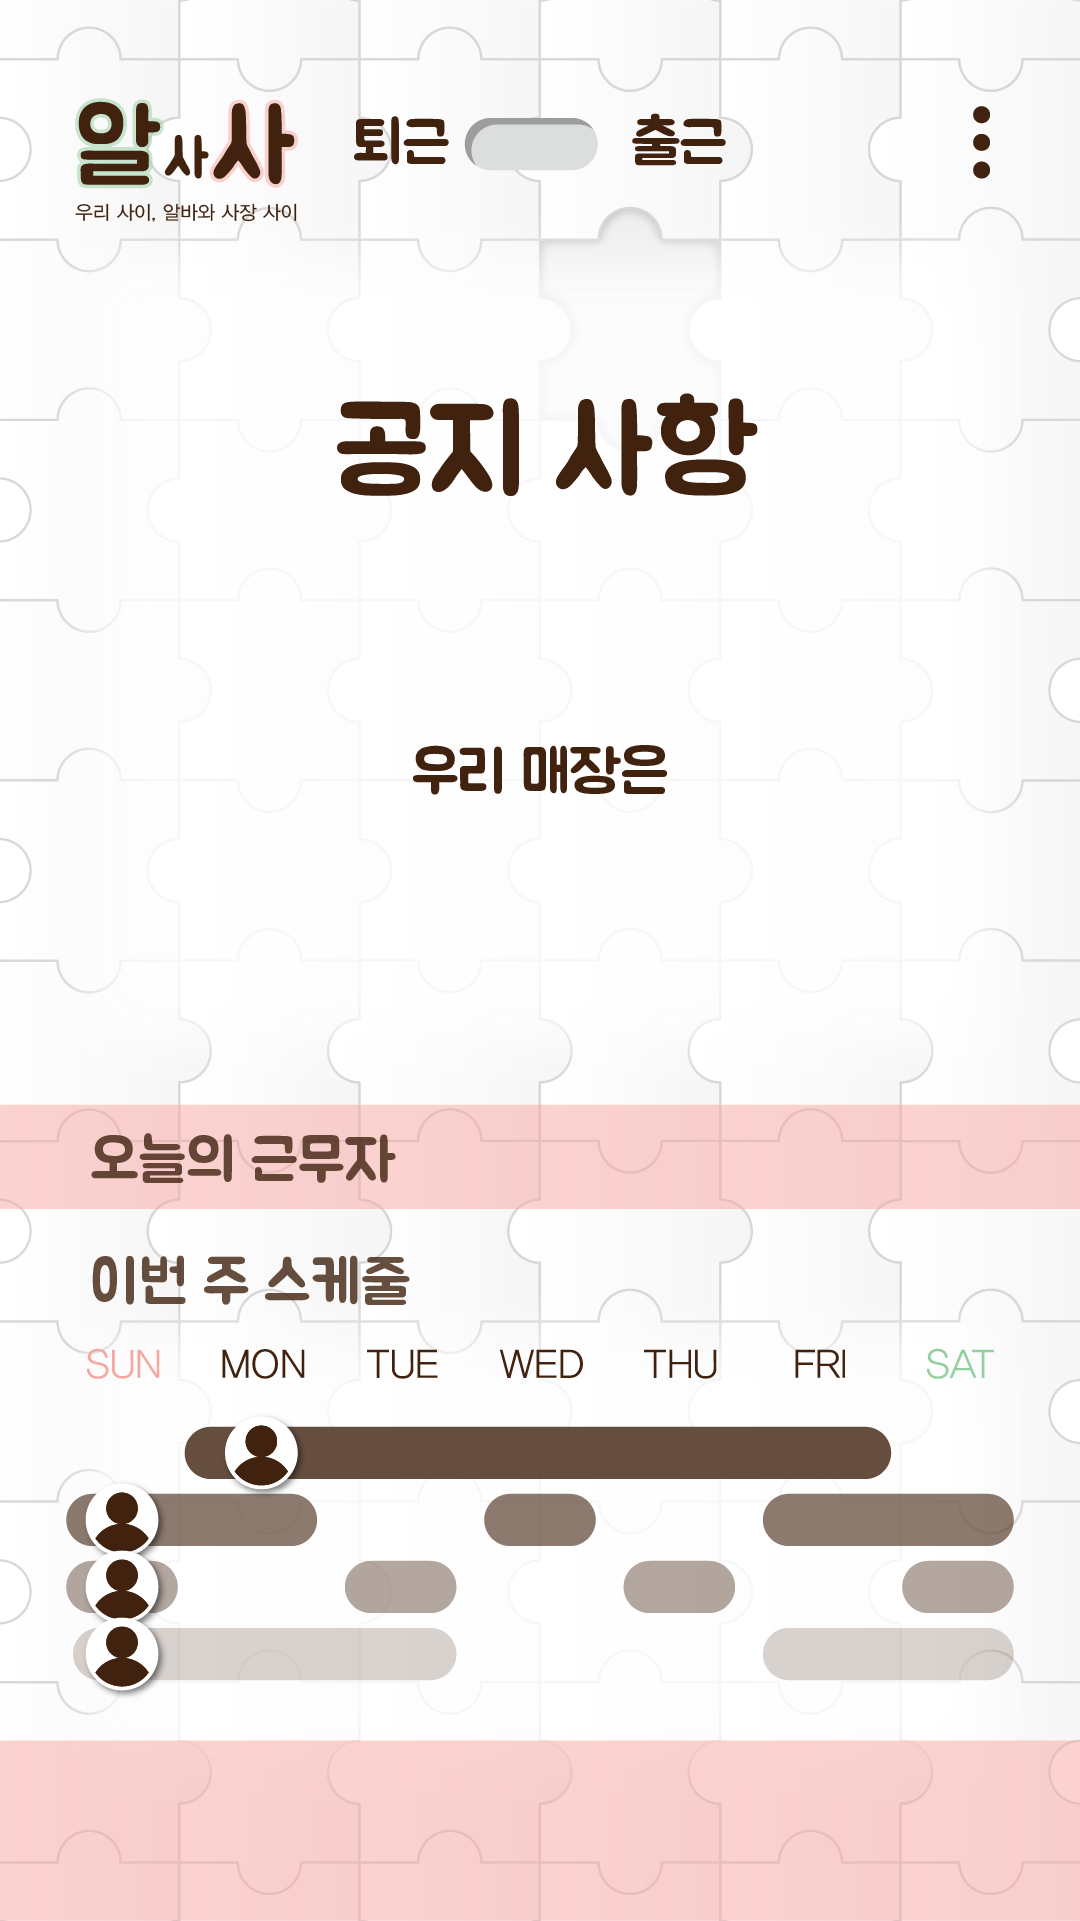 알사사
우리 사이, 알바와 사장 사이
퇴근 출근
공지 사항
우리 매장은
오늘의 근무자
이번 주 스케줄
SUN MON TUE WED THU FRI SAT